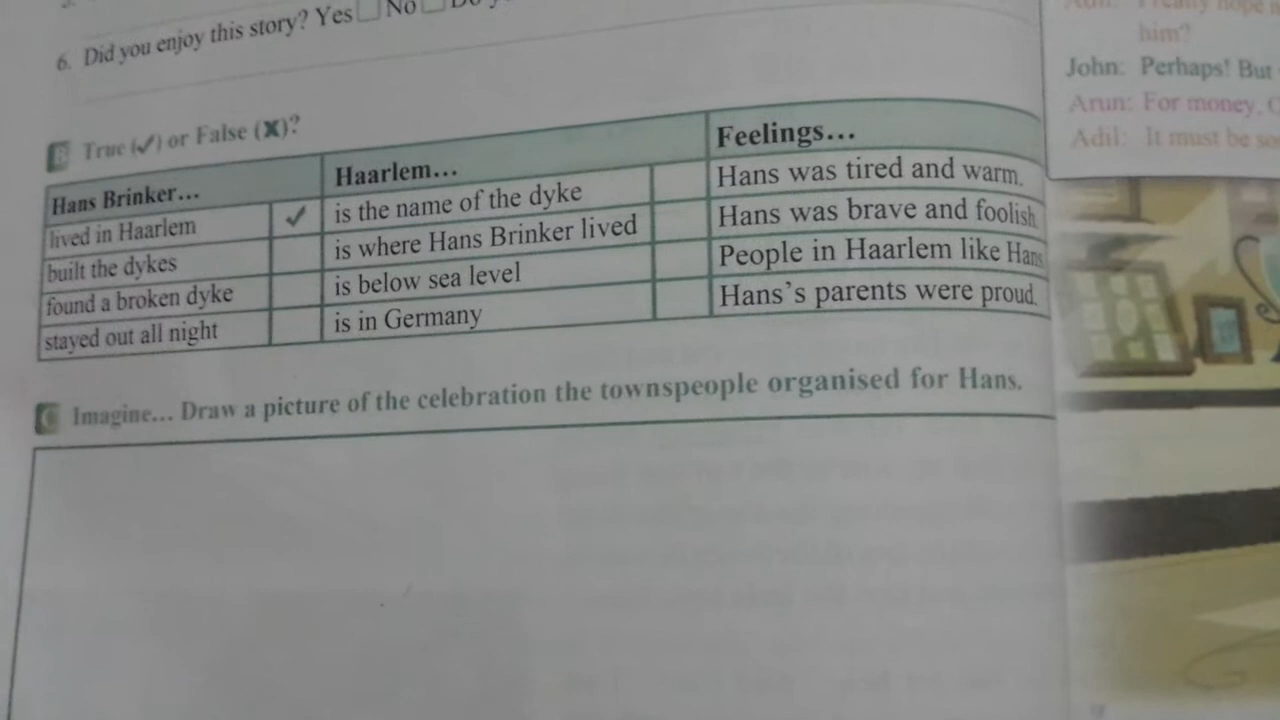 6. Did you enjoy this story? Yes No
True (✓) or False (✗)?
Hans Brinker...
lived in Haarlem ✓
built the dykes
found a broken dyke
stayed out all night
Haarlem...
is the name of the dyke
is where Hans Brinker lived
is below sea level
is in Germany
Feelings...
Hans was tired and warm.
Hans was brave and foolish.
People in Haarlem like Hans
Hans's parents were proud.
C Imagine... Draw a picture of the celebration the townspeople organised for Hans.
him?
John: Perhaps! But
Arun: For money.
Adil: It must be